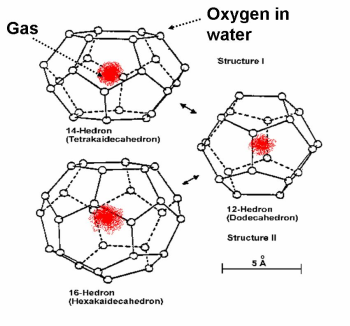 Gas
Oxygen in
water
Structure I
14-Hedron
(Tetrakaidecahedron)
12-Hedron
(Dodecahedron)
Structure II
5 Å
16-Hedron
(Hexakaidecahedron)